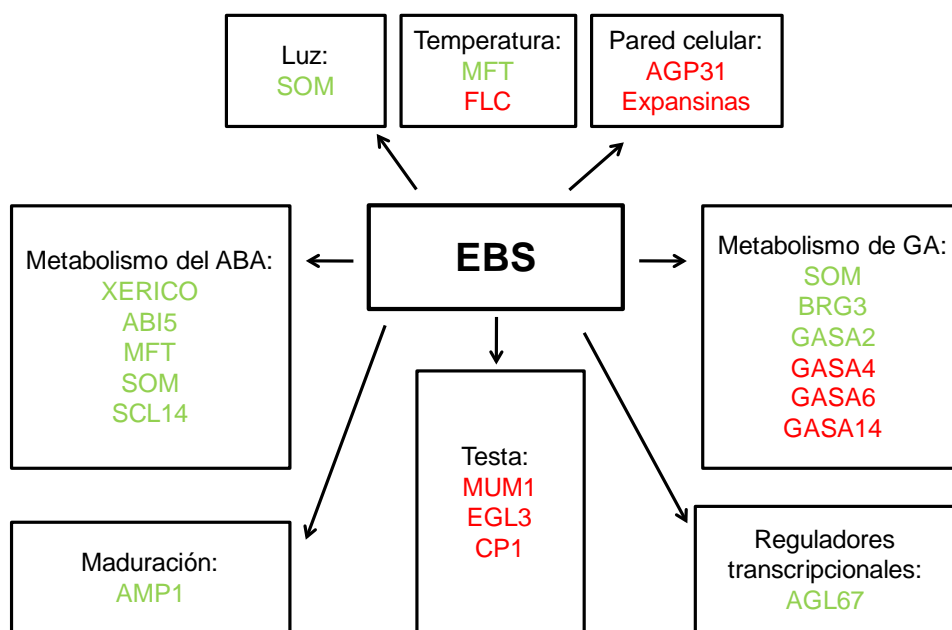 Luz:
SOM
Temperatura:
MFT
FLC
Pared celular:
AGP31
Expansinas
EBS
Metabolismo del ABA:
XERICO
ABI5
MFT
SOM
SCL14
Metabolismo de GA:
SOM
BRG3
GASA2
GASA4
GASA6
GASA14
Maduración:
AMP1
Testa:
MUM1
EGL3
CP1
Reguladores
transcripcionales:
AGL67